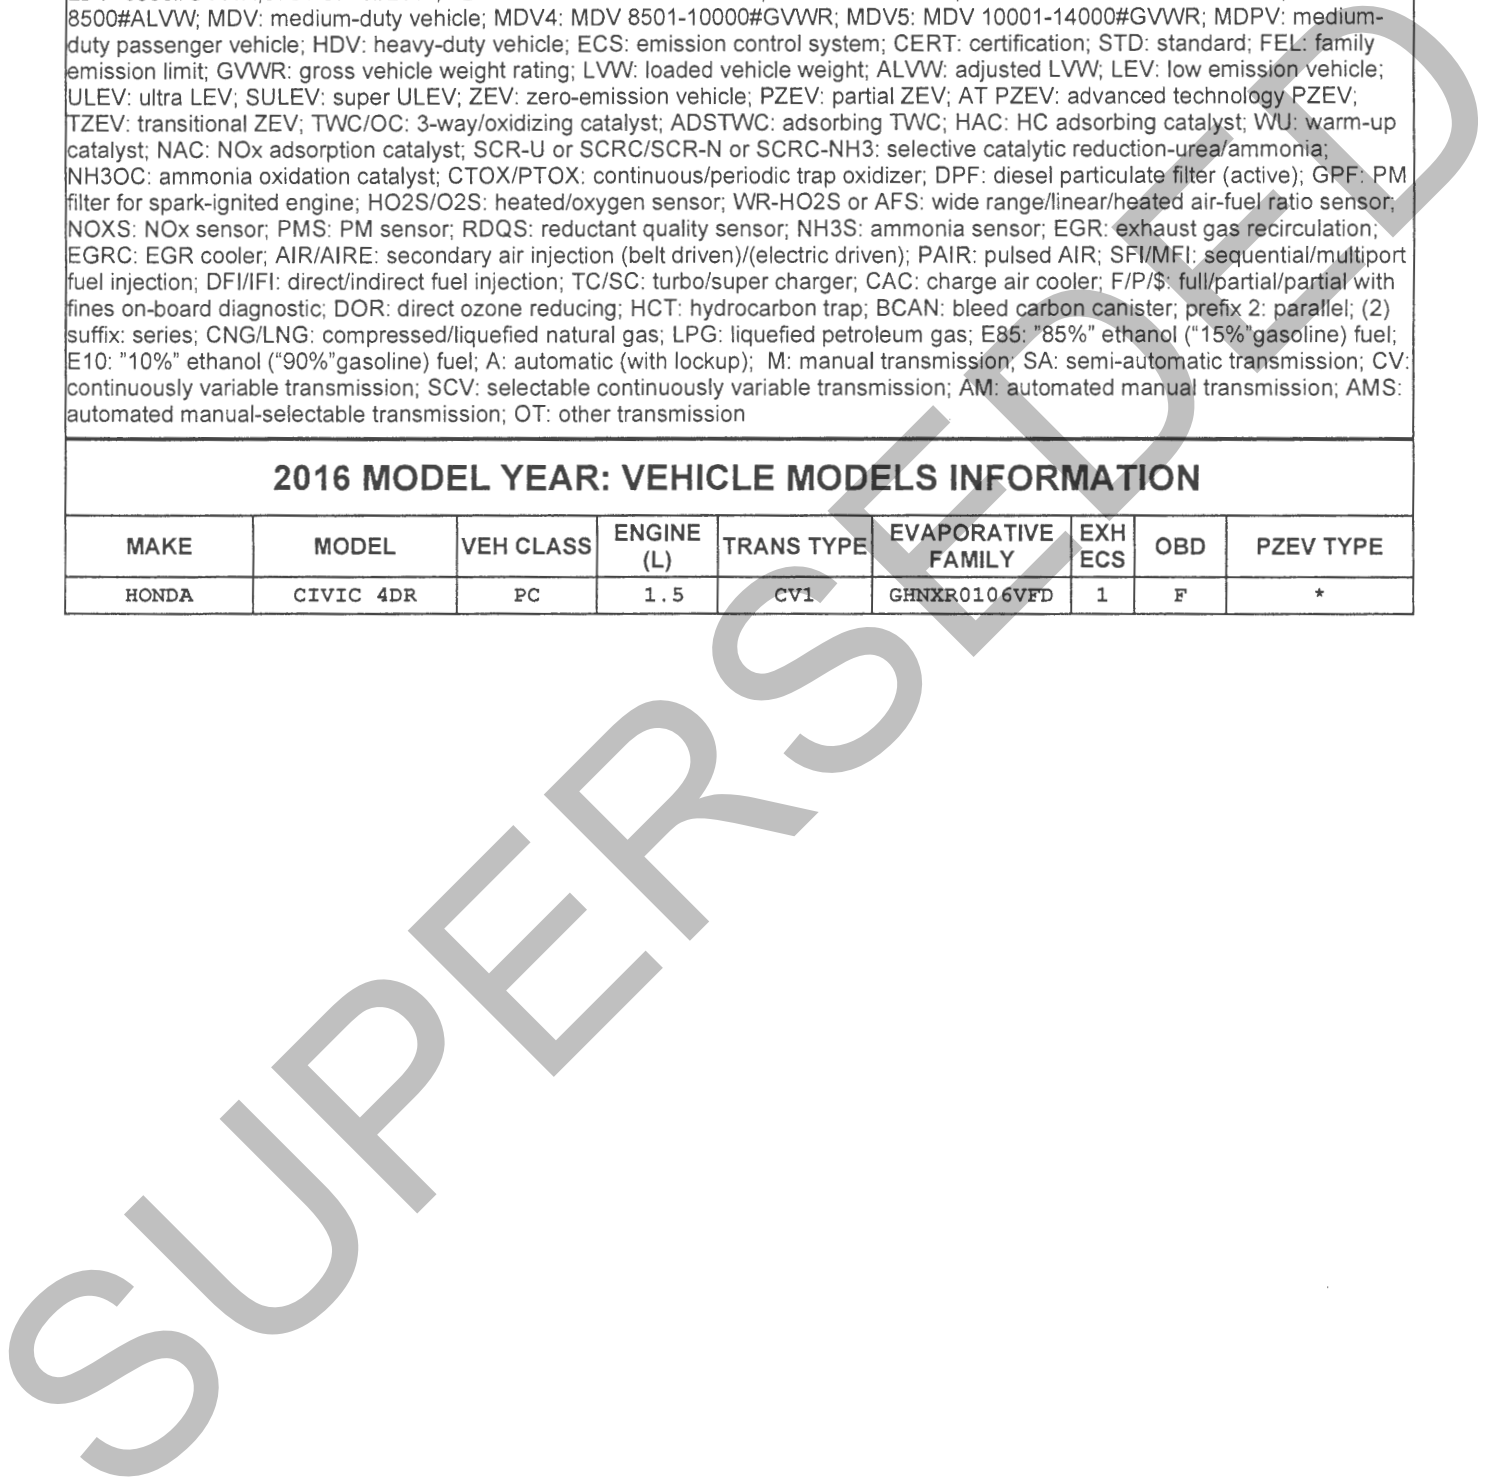 8500#ALVW; MDV: medium-duty vehicle; MDV4: MDV 8501-10000#GVWR; MDV5: MDV 10001-14000#GVWR; MDPV: medium-
duty passenger vehicle; HDV: heavy-duty vehicle; ECS: emission control system; CERT: certification; STD: standard; FEL: family
emission limit; GVWR: gross vehicle weight rating; LVW: loaded vehicle weight; ALVW: adjusted LVW; LEV: low emission vehicle;
ULEV: ultra LEV; SULEV: super ULEV; ZEV: zero-emission vehicle; PZEV: partial ZEV; AT PZEV: advanced technology PZEV;
TZEV: transitional ZEV; TWC/OC: 3-way/oxidizing catalyst; ADSTWC: adsorbing TWC; HAC: HC adsorbing catalyst; WU: warm-up
catalyst; NAC: NOx adsorption catalyst; SCR-U or SCRC/SCR-N or SCRC-NH3: selective catalytic reduction-urea/ammonia;
NH3OC: ammonia oxidation catalyst; CTOX/PTOX: continuous/periodic trap oxidizer; DPF: diesel particulate filter (active); GPF: PM
filter for spark-ignited engine; HO2S/O2S: heated/oxygen sensor; WR-HO2S or AFS: wide range/linear/heated air-fuel ratio sensor;
NOXS: NOx sensor; PMS: PM sensor; RDQS: reductant quality sensor; NH3S: ammonia sensor; EGR: exhaust gas recirculation;
EGRC: EGR cooler; AIR/AIRE: secondary air injection (belt driven)/(electric driven); PAIR: pulsed AIR; SFI/MFI: sequential/multiport
fuel injection; DFI/IFI: direct/indirect fuel injection; TC/SC: turbo/super charger; CAC: charge air cooler; F/P/$: full/partial/partial with
fines on-board diagnostic; DOR: direct ozone reducing; HCT: hydrocarbon trap; BCAN: bleed carbon canister; prefix 2: parallel; (2)
suffix: series; CNG/LNG: compressed/liquefied natural gas; LPG: liquefied petroleum gas; E85: "85%" ethanol ("15%"gasoline) fuel;
E10: "10%" ethanol ("90%"gasoline) fuel; A: automatic (with lockup); M: manual transmission; SA: semi-automatic transmission; CV:
continuously variable transmission; SCV: selectable continuously variable transmission; AM: automated manual transmission; AMS:
automated manual-selectable transmission; OT: other transmission
2016 MODEL YEAR: VEHICLE MODELS INFORMATION
MAKE MODEL VEH CLASS ENGINE (L) TRANS TYPE EVAPORATIVE FAMILY EXH ECS OBD PZEV TYPE
HONDA CIVIC 4DR PC 1.5 CV1 GHNXR0106VFD 1 F *
SUPERSEDED